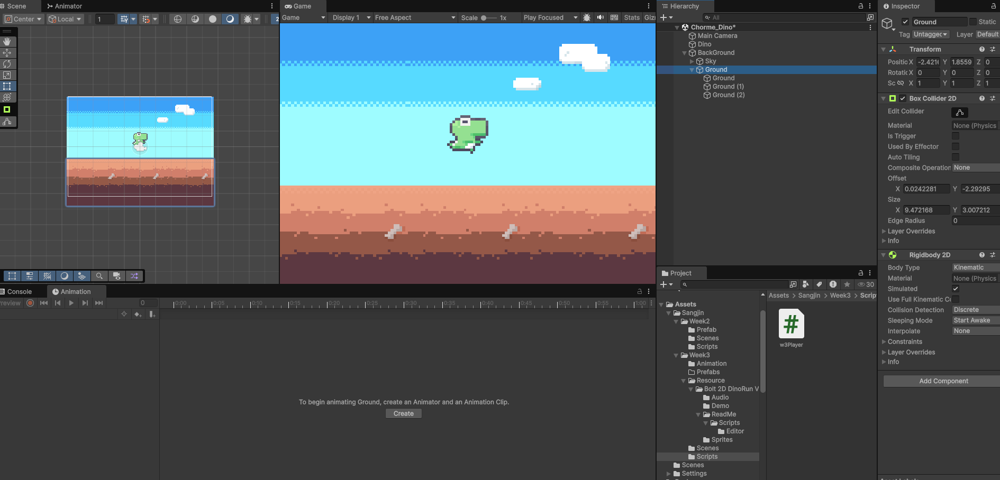 Scene
Animator
Game
Hierarchy
Inspector
Center
Local
1
2
Game
Display 1
Free Aspect
Scale
1x
Play Focused
Stats
Giz
All
Chorme_Dino*
Main Camera
Dino
BackGround
Sky
Ground
Ground
Ground (1)
Ground (2)
Ground
Static
Tag Untagged
Layer Default
Transform
Positic X -2.421 Y 1.8559 Z 0
Rotatic X 0 Y 0 Z 0
Sc X 1 Y 1 Z 1
Box Collider 2D
Edit Collider
Material None (Physics
Is Trigger
Used By Effector
Auto Tiling
Composite Operation None
Offset
X 0.0242281 Y -2.29295
Size
X 9.472168 Y 3.007212
Edge Radius 0
Layer Overrides
Info
Rigidbody 2D
Body Type Kinematic
Material None (Physics
Simulated
Use Full Kinematic Cc
Collision Detection Discrete
Sleeping Mode Start Awake
Interpolate None
Constraints
Layer Overrides
Info
Add Component
Console
Animation
review
0
0:00 0:05 0:10 0:15 0:20 0:25 0:30 0:35 0:40 0:45 0:50 0:55 1:00
To begin animating Ground, create an Animator and an Animation Clip.
Create
Project
30
Assets > Sangjin > Week3 > Scrip
Assets
Sangjin
Week2
Prefab
Scenes
Scripts
Week3
Animation
Prefabs
Resource
Bolt 2D DinoRun V
Audio
Demo
ReadMe
Scripts
Editor
Sprites
Scenes
Scripts
Scenes
Settings
#
w3Player